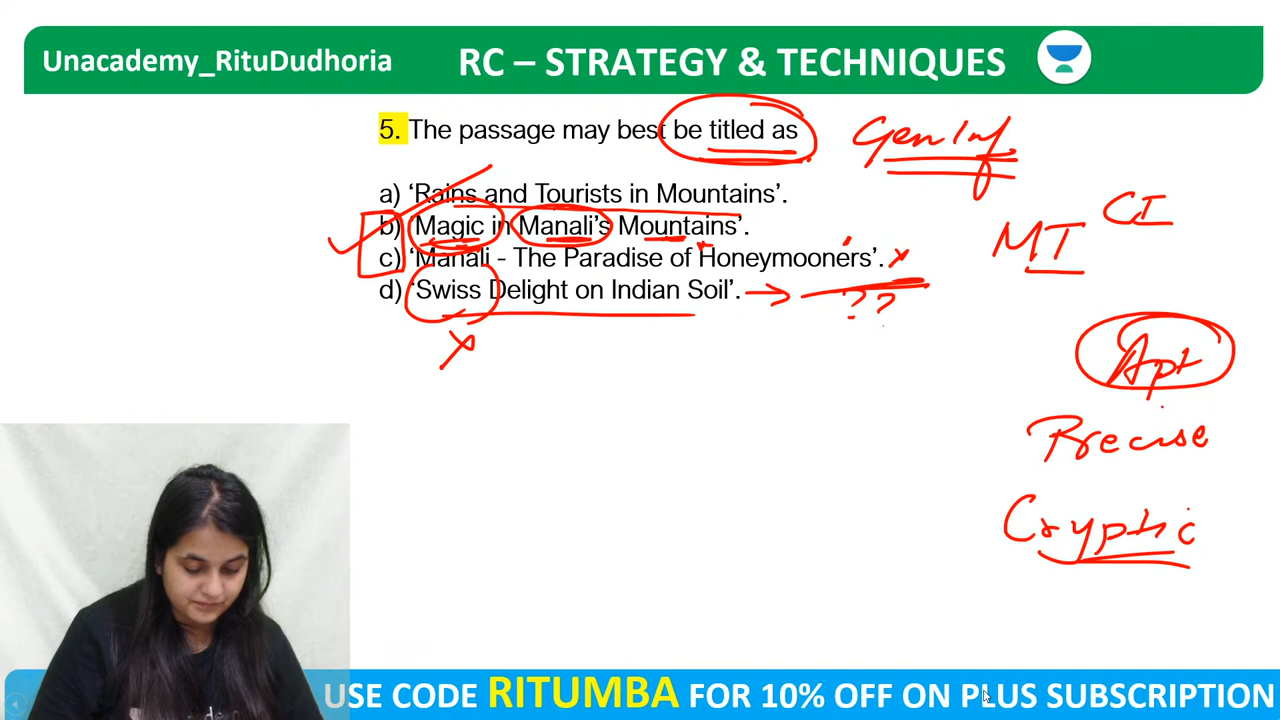 Unacademy_RituDudhoria RC – STRATEGY & TECHNIQUES
5. The passage may best be titled as
Gen Inf
a) ‘Rains and Tourists in Mountains’.
b) ‘Magic in Manali’s Mountains’.
c) ‘Manali - The Paradise of Honeymooners’.
d) ‘Swiss Delight on Indian Soil’.
??
CI
MT
Apt
Precise
Cryptic
USE CODE RITUMBA FOR 10% OFF ON PLUS SUBSCRIPTION